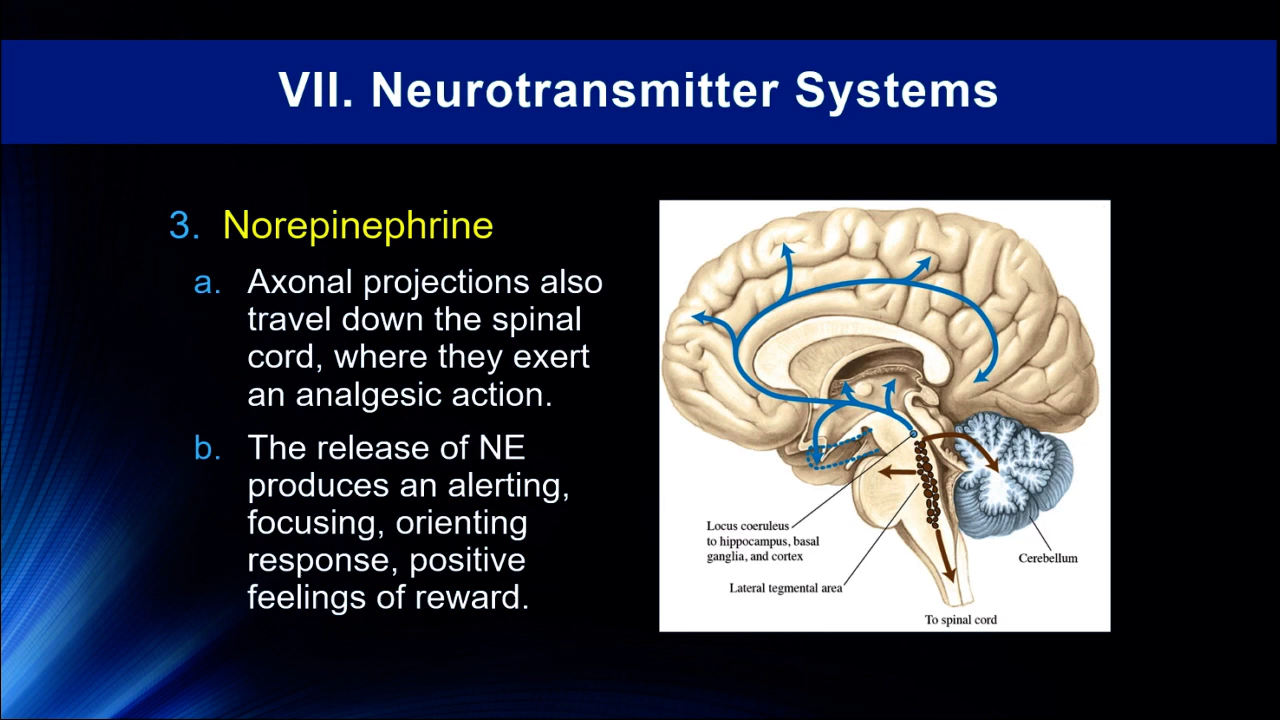 VII. Neurotransmitter Systems
3. Norepinephrine
a. Axonal projections also
travel down the spinal
cord, where they exert
an analgesic action.
b. The release of NE
produces an alerting,
focusing, orienting
response, positive
feelings of reward.
Locus coeruleus
to hippocampus, basal
ganglia, and cortex
Lateral tegmental area
Cerebellum
To spinal cord